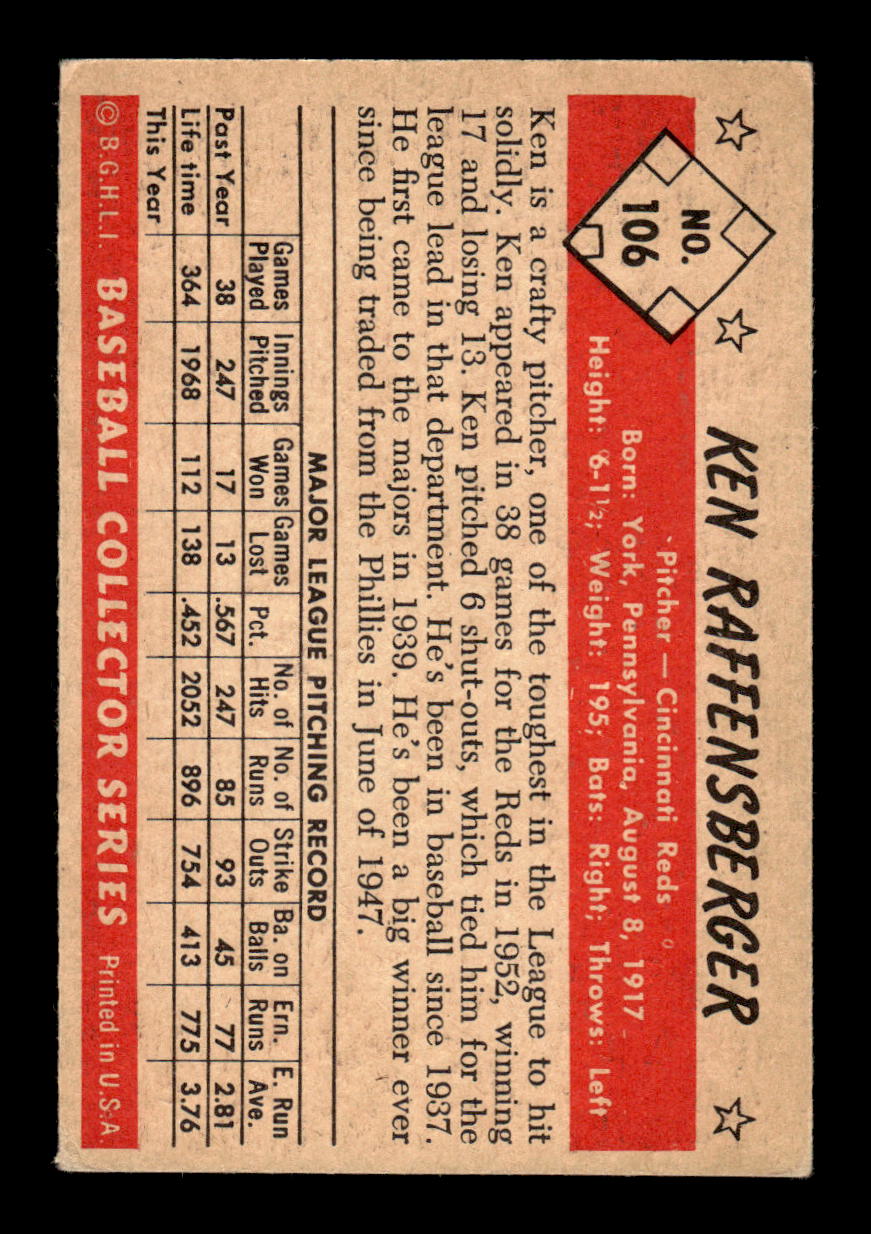 NO.
106
KEN RAFFENSBERGER
Pitcher — Cincinnati Reds
Born: York, Pennsylvania, August 8, 1917
Height: 6-1½; Weight: 195; Bats: Right; Throws: Left
Ken is a crafty pitcher, one of the toughest in the League to hit
solidly. Ken appeared in 38 games for the Reds in 1952, winning
17 and losing 13. Ken pitched 6 shut-outs, which tied him for the
league lead in that department. He's been in baseball since 1937.
He first came to the majors in 1939. He's been a big winner ever
since being traded from the Phillies in June of 1947.
MAJOR LEAGUE PITCHING RECORD
Games Innings Games Games No. of No. of Strike Ba. on Ern. E. Run
Played Pitched Won Lost Pct. Hits Runs Outs Balls Runs Ave.
Past Year 38 247 17 13 .567 247 85 93 45 77 2.81
Life time 364 1968 112 138 .452 2052 896 754 413 775 3.76
This Year
© B.G.H.L.I. BASEBALL COLLECTOR SERIES Printed in U.S.A.